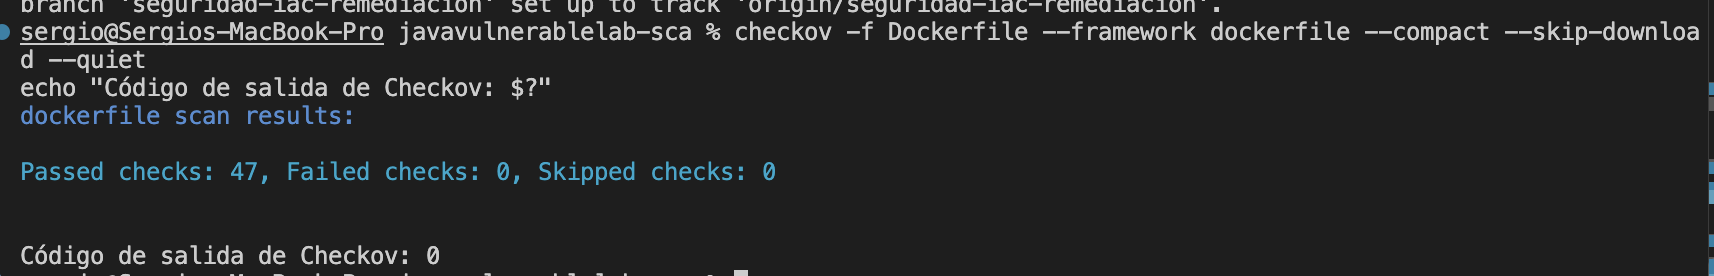 branch 'seguridad-iac-remediacion' set up to track 'origin/seguridad-iac-remediacion'.
sergio@Sergios-MacBook-Pro javavulnerablelab-sca % checkov -f Dockerfile --framework dockerfile --compact --skip-downloa
d --quiet
echo "Código de salida de Checkov: $?"
dockerfile scan results:
Passed checks: 47, Failed checks: 0, Skipped checks: 0
Código de salida de Checkov: 0